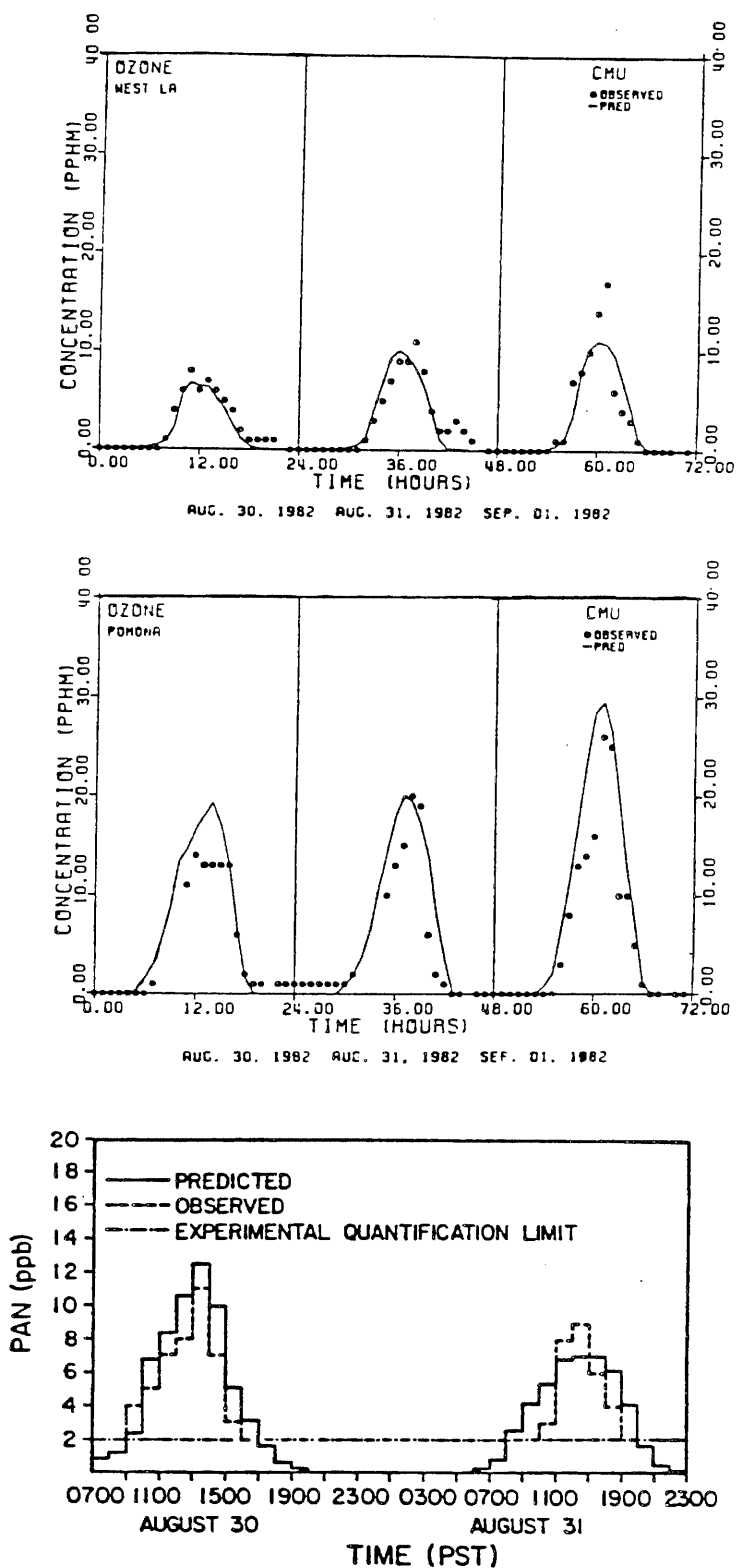 OZONE
WEST LA
CMU
OBSERVED
PRED
CONCENTRATION (PPHM)
0.00 10.00 20.00 30.00 40.00
0.00 10.00 20.00 30.00 40.00
0.00 12.00 24.00 36.00 48.00 60.00 72.00
TIME (HOURS)
AUG. 30. 1982 AUG. 31, 1982 SEP. 01. 1982
OZONE
POMONA
CMU
OBSERVED
PRED
CONCENTRATION (PPHM)
0.00 10.00 20.00 30.00 40.00
0.00 10.00 20.00 30.00 40.00
0.00 12.00 24.00 36.00 48.00 60.00 72.00
TIME (HOURS)
AUG. 30. 1982 AUG. 31, 1982 SEF. 01. 1982
20
18
16
14
12
10
8
6
4
2
PAN (ppb)
PREDICTED
OBSERVED
EXPERIMENTAL QUANTIFICATION LIMIT
0700 1100 1500 1900 2300 0300 0700 1100 1900 2300
AUGUST 30 AUGUST 31
TIME (PST)